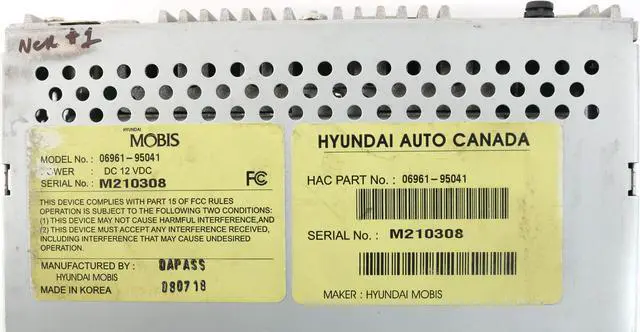 Ner #1
HYUNDAI
MOBIS
MODEL No. : 06961-95041
POWER : DC 12 VDC
SERIAL No. : M210308
FC
THIS DEVICE COMPLIES WITH PART 15 OF FCC RULES
OPERATION IS SUBJECT TO THE FOLLOWING TWO CONDITIONS:
(1) THIS DEVICE MAY NOT CAUSE HARMFUL INTERFERENCE,AND
(2) THIS DEVICE MUST ACCEPT ANY INTERFERENCE RECEIVED,
INCLUDING INTERFERENCE THAT MAY CAUSE UNDESIRED
OPERATION.
MANUFACTURED BY : QAPASS
HYUNDAI MOBIS
MADE IN KOREA 080718
HYUNDAI AUTO CANADA
HAC PART No. : 06961-95041
SERIAL No. : M210308
MAKER : HYUNDAI MOBIS